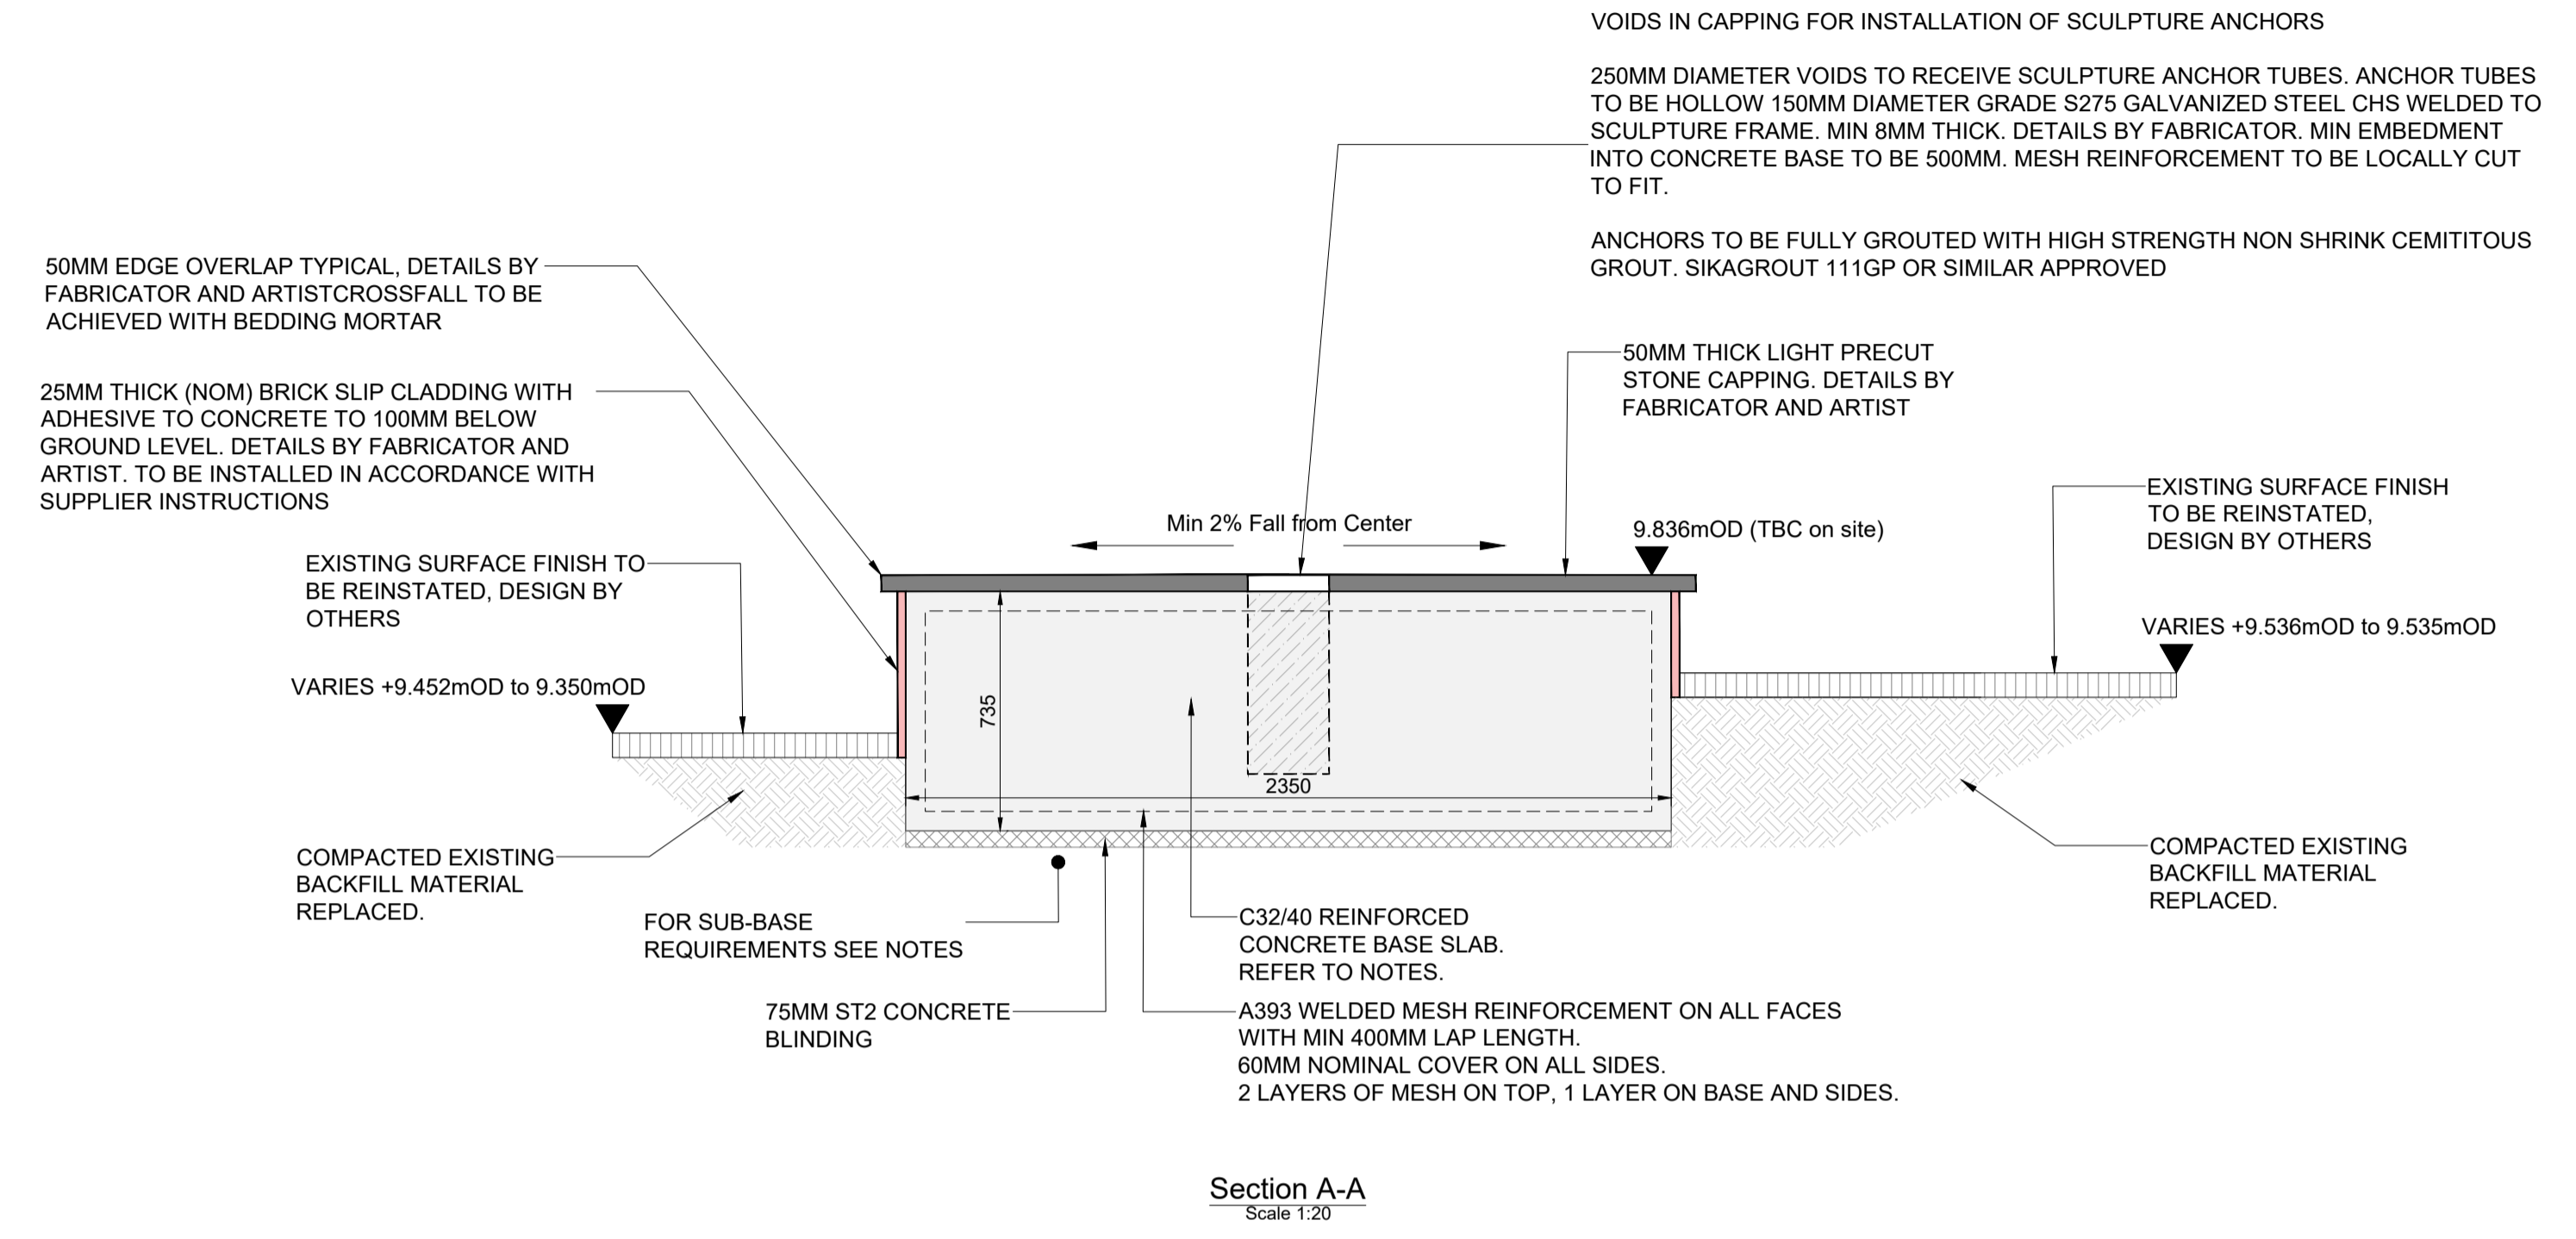 VOIDS IN CAPPING FOR INSTALLATION OF SCULPTURE ANCHORS
250MM DIAMETER VOIDS TO RECEIVE SCULPTURE ANCHOR TUBES. ANCHOR TUBES
TO BE HOLLOW 150MM DIAMETER GRADE S275 GALVANIZED STEEL CHS WELDED TO
SCULPTURE FRAME. MIN 8MM THICK. DETAILS BY FABRICATOR. MIN EMBEDMENT
INTO CONCRETE BASE TO BE 500MM. MESH REINFORCEMENT TO BE LOCALLY CUT
TO FIT.
ANCHORS TO BE FULLY GROUTED WITH HIGH STRENGTH NON SHRINK CEMITITOUS
GROUT. SIKAGROUT 111GP OR SIMILAR APPROVED
50MM EDGE OVERLAP TYPICAL, DETAILS BY
FABRICATOR AND ARTISTCROSSFALL TO BE
ACHIEVED WITH BEDDING MORTAR
50MM THICK LIGHT PRECUT
STONE CAPPING. DETAILS BY
FABRICATOR AND ARTIST
25MM THICK (NOM) BRICK SLIP CLADDING WITH
ADHESIVE TO CONCRETE TO 100MM BELOW
GROUND LEVEL. DETAILS BY FABRICATOR AND
ARTIST. TO BE INSTALLED IN ACCORDANCE WITH
SUPPLIER INSTRUCTIONS
EXISTING SURFACE FINISH
TO BE REINSTATED,
DESIGN BY OTHERS
Min 2% Fall from Center
9.836mOD (TBC on site)
EXISTING SURFACE FINISH TO
BE REINSTATED, DESIGN BY
OTHERS
VARIES +9.536mOD to 9.535mOD
VARIES +9.452mOD to 9.350mOD
735
2350
COMPACTED EXISTING
BACKFILL MATERIAL
REPLACED.
COMPACTED EXISTING
BACKFILL MATERIAL
REPLACED.
FOR SUB-BASE
REQUIREMENTS SEE NOTES
C32/40 REINFORCED
CONCRETE BASE SLAB.
REFER TO NOTES.
75MM ST2 CONCRETE
BLINDING
A393 WELDED MESH REINFORCEMENT ON ALL FACES
WITH MIN 400MM LAP LENGTH.
60MM NOMINAL COVER ON ALL SIDES.
2 LAYERS OF MESH ON TOP, 1 LAYER ON BASE AND SIDES.
Section A-A
Scale 1:20